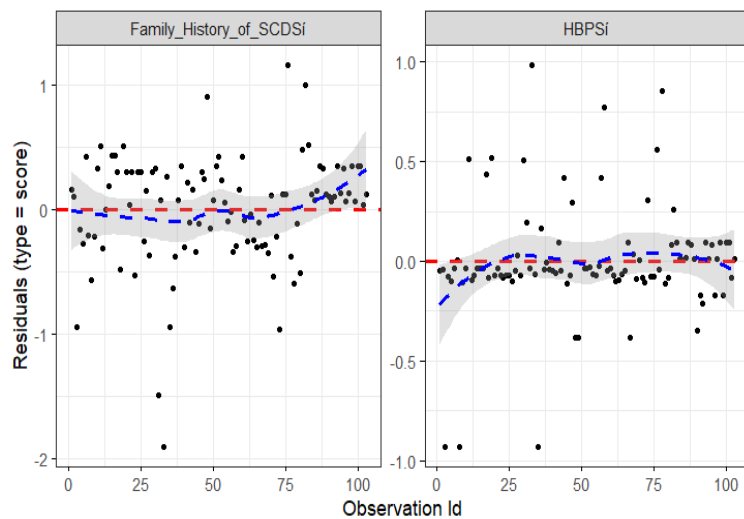 Family_History_of_SCDSí
HBPSí
Residuals (type = score)
1
0
-1
-2
1.0
0.5
0.0
-0.5
-1.0
0 25 50 75 100
0 25 50 75 100
Observation Id